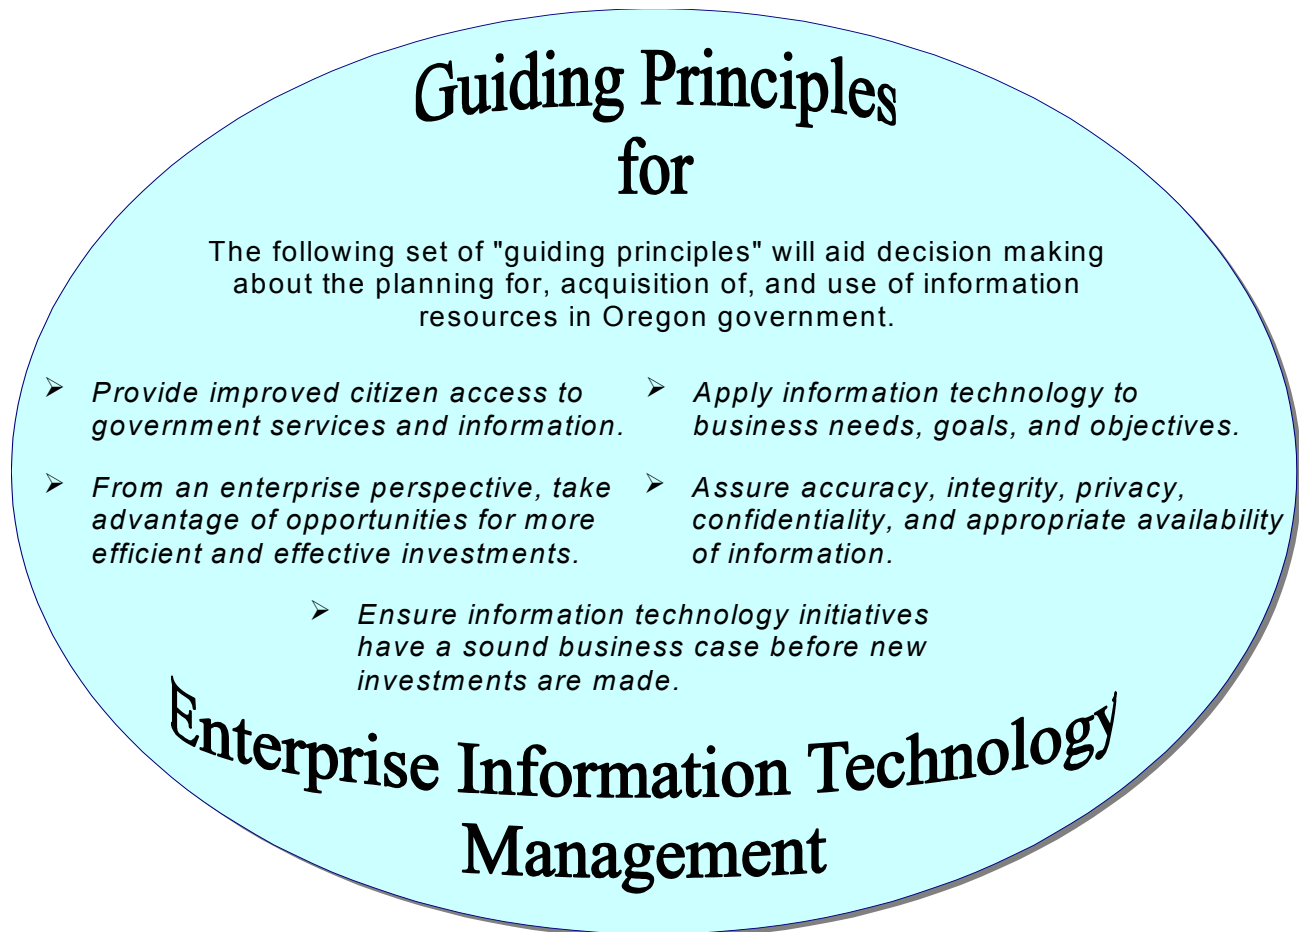 Guiding Principles
for
The following set of "guiding principles" will aid decision making
about the planning for, acquisition of, and use of information
resources in Oregon government.
➢ Provide improved citizen access to
government services and information.
➢ Apply information technology to
business needs, goals, and objectives.
➢ From an enterprise perspective, take
advantage of opportunities for more
efficient and effective investments.
➢ Assure accuracy, integrity, privacy,
confidentiality, and appropriate availability
of information.
➢ Ensure information technology initiatives
have a sound business case before new
investments are made.
Enterprise Information Technology
Management